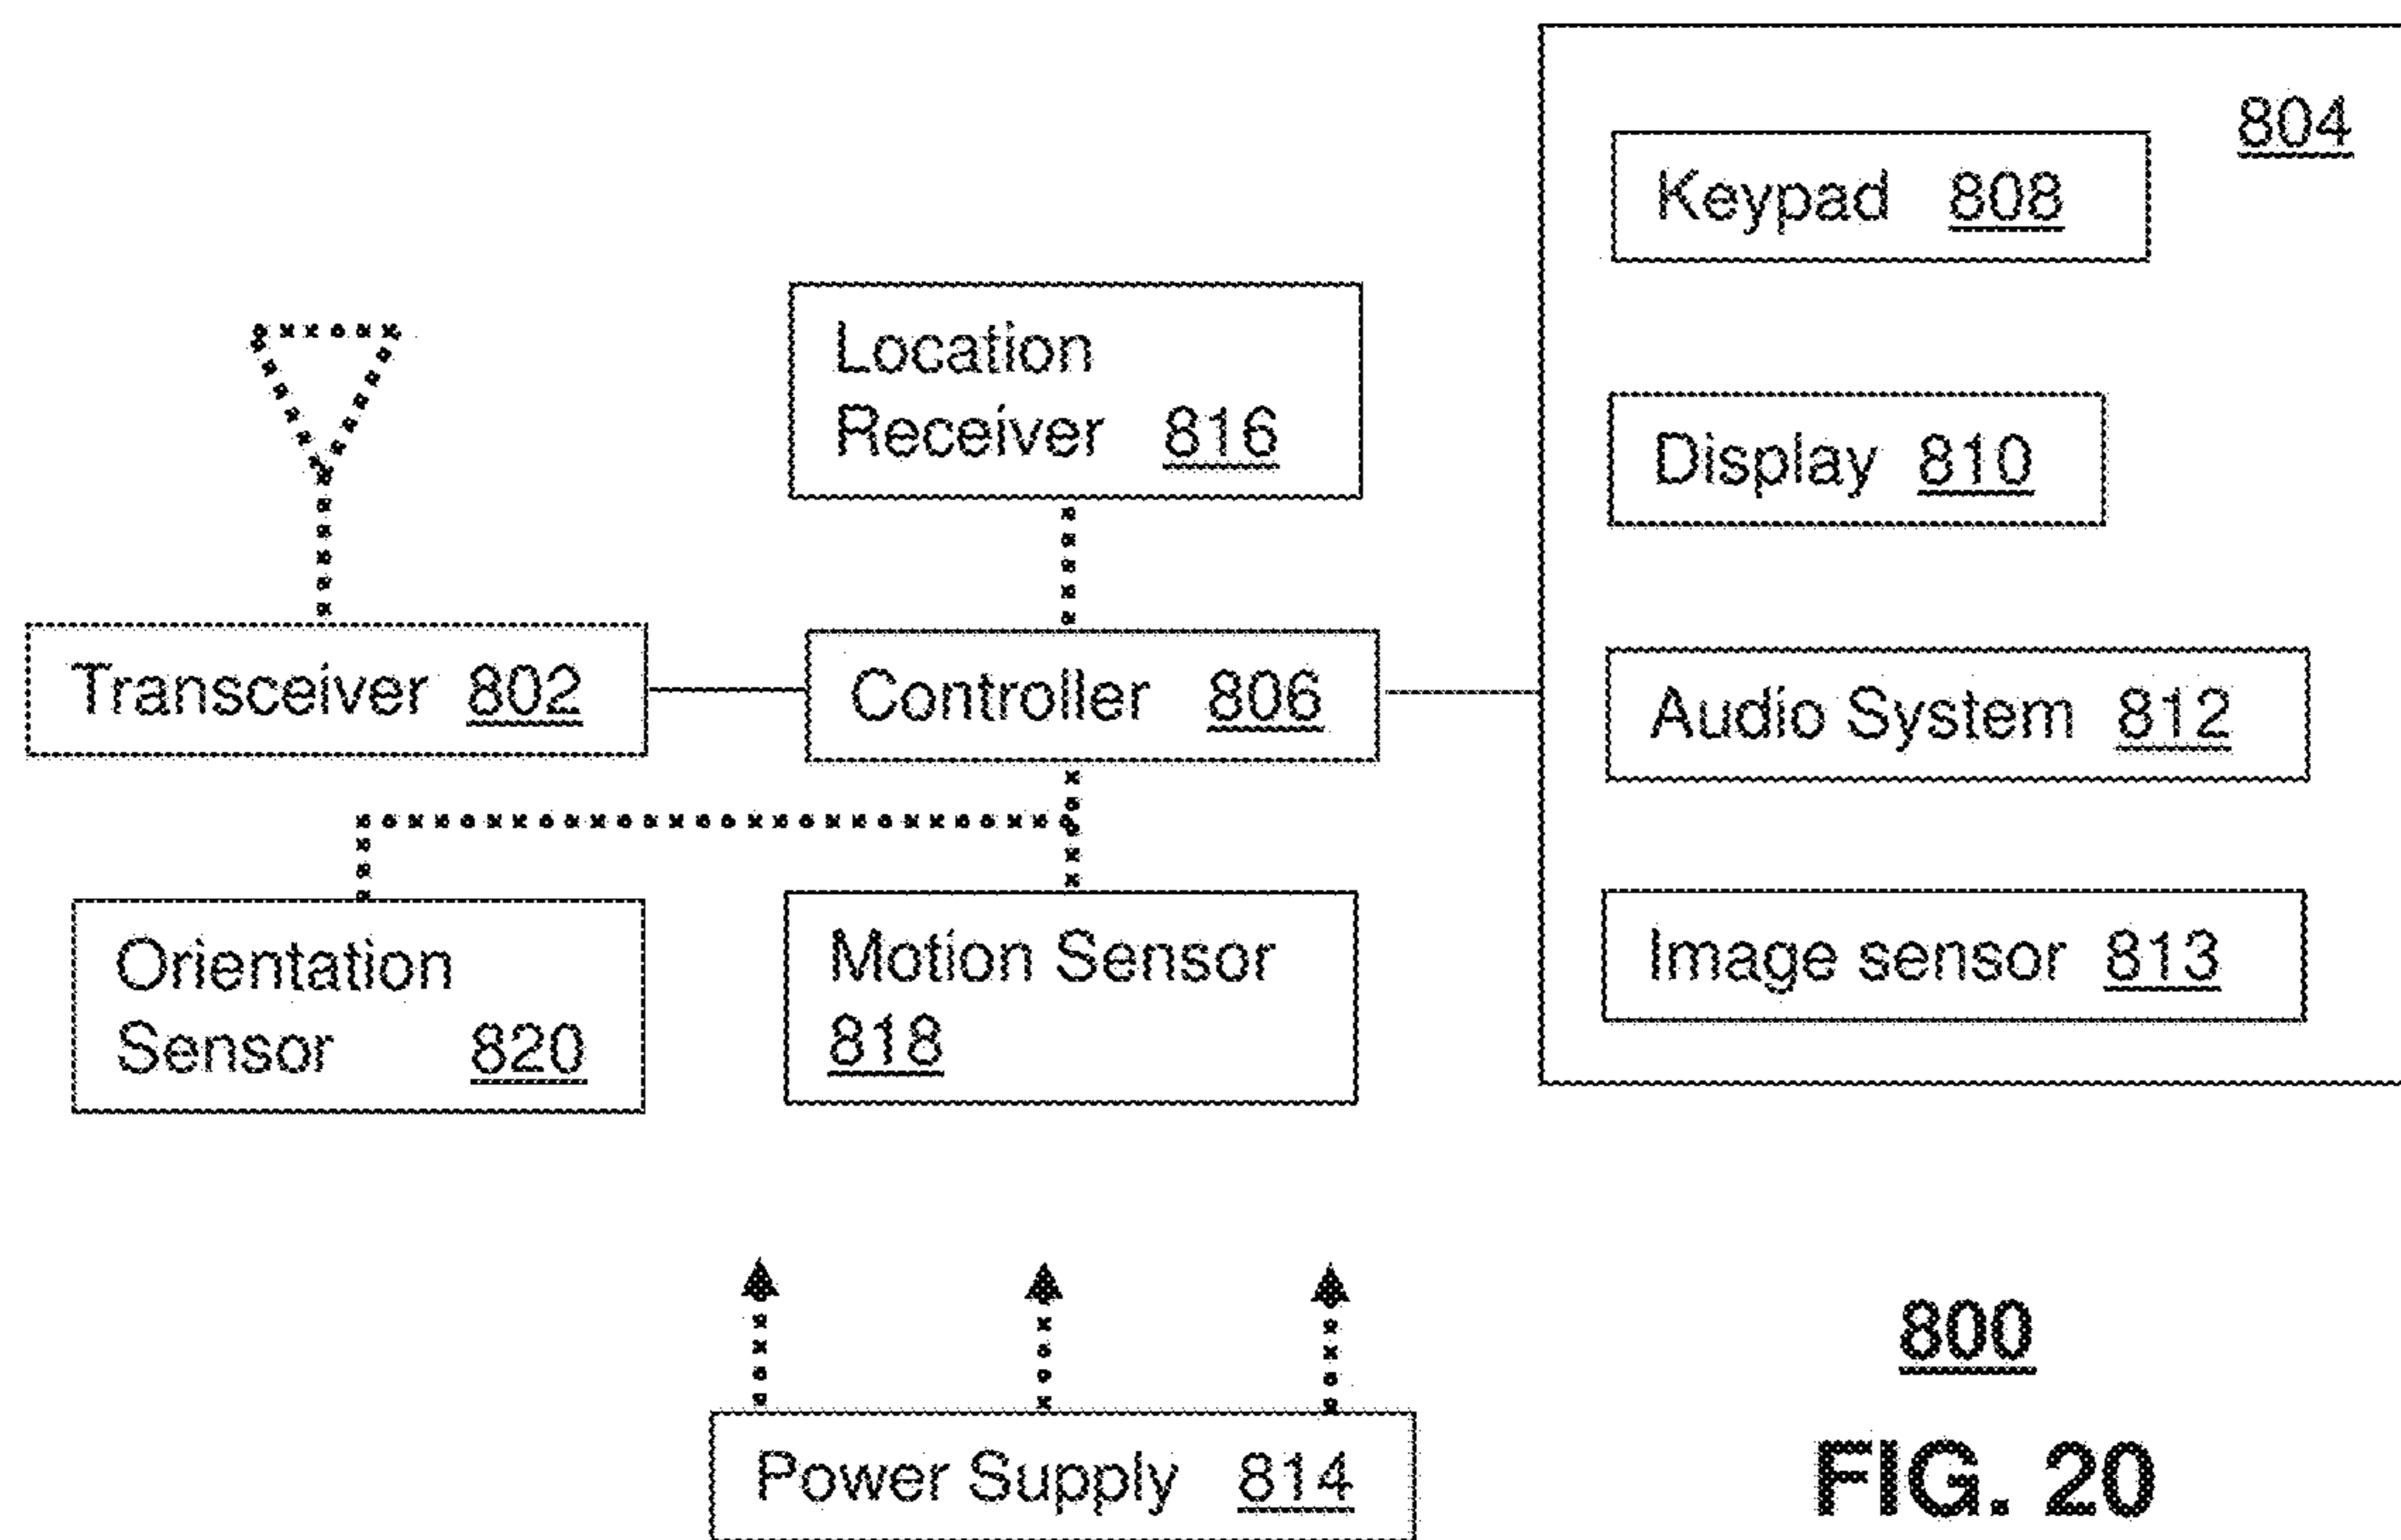 804
Keypad 808
Location
Receiver 816
Display 810
Transceiver 802
Controller 806
Audio System 812
Orientation
Sensor 820
Motion Sensor
818
Image sensor 813
Power Supply 814
800
FIG. 20